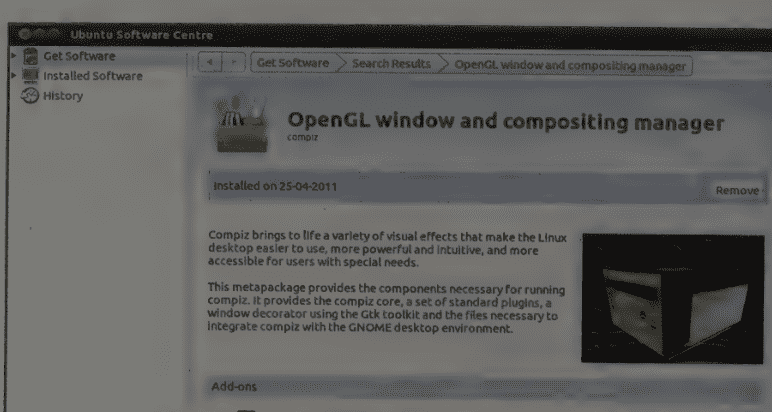 Ubuntu Software Centre
Get Software
Installed Software
History
Get Software
Search Results
OpenGL window and compositing manager
OpenGL window and compositing manager
compiz
Installed on 25-04-2011
Remove
Compiz brings to life a variety of visual effects that make the Linux
desktop easier to use, more powerful and intuitive, and more
accessible for users with special needs.
This metapackage provides the components necessary for running
compiz. It provides the compiz core, a set of standard plugins, a
window decorator using the Gtk toolkit and the files necessary to
integrate compiz with the GNOME desktop environment.
Add-ons